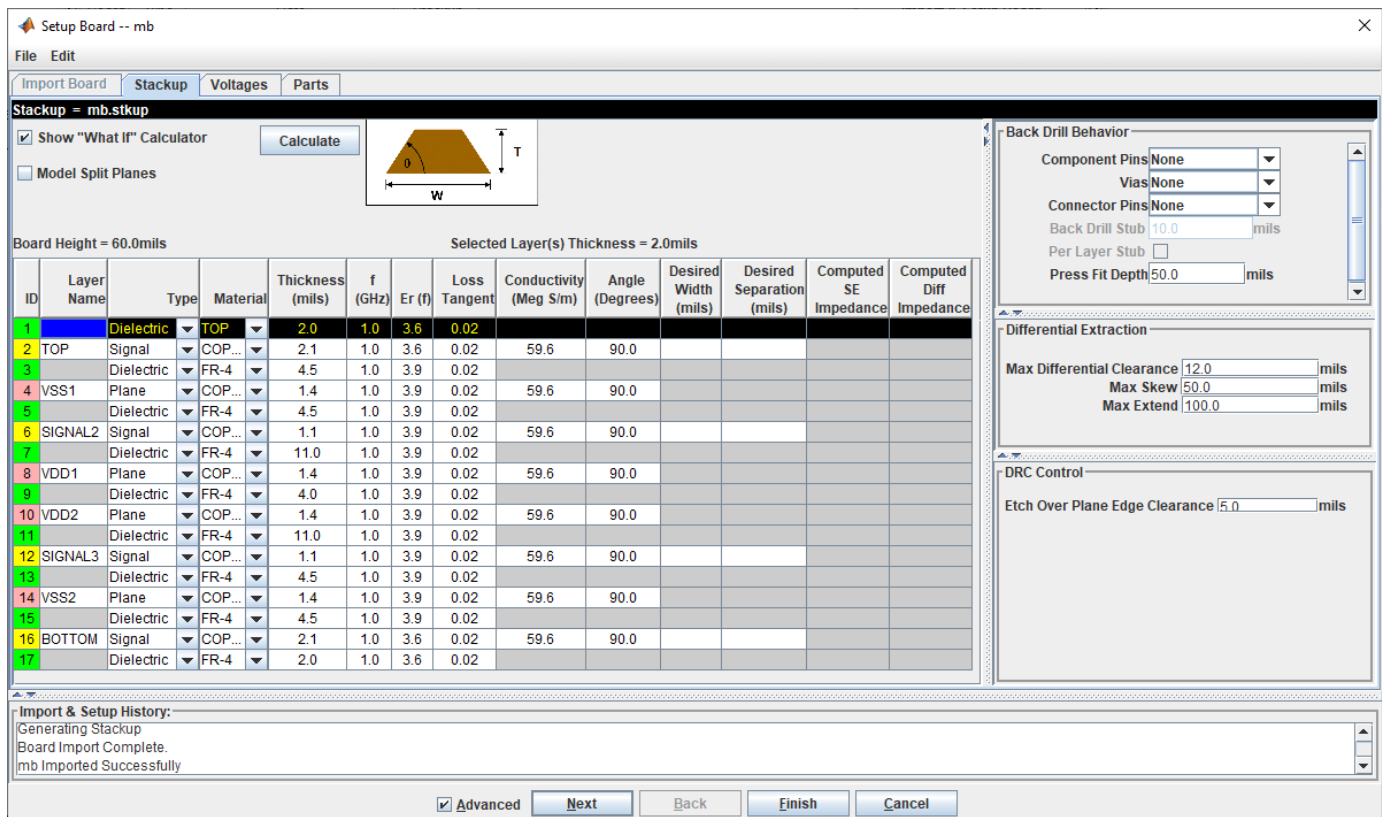 Setup Board -- mb
File Edit
Import Board Stackup Voltages Parts
Stackup = mb.stkup
Show "What If" Calculator Calculate
Model Split Planes
θ T W
Board Height = 60.0mils Selected Layer(s) Thickness = 2.0mils
ID Layer Name Type Material Thickness (mils) f (GHz) Er (f) Loss Tangent Conductivity (Meg S/m) Angle (Degrees) Desired Width (mils) Desired Separation (mils) Computed SE Impedance Computed Diff Impedance
1 Dielectric TOP 2.0 1.0 3.6 0.02
2 TOP Signal COP... 2.1 1.0 3.6 0.02 59.6 90.0
3 Dielectric FR-4 4.5 1.0 3.9 0.02
4 VSS1 Plane COP... 1.4 1.0 3.9 0.02 59.6 90.0
5 Dielectric FR-4 4.5 1.0 3.9 0.02
6 SIGNAL2 Signal COP... 1.1 1.0 3.9 0.02 59.6 90.0
7 Dielectric FR-4 11.0 1.0 3.9 0.02
8 VDD1 Plane COP... 1.4 1.0 3.9 0.02 59.6 90.0
9 Dielectric FR-4 4.0 1.0 3.9 0.02
10 VDD2 Plane COP... 1.4 1.0 3.9 0.02 59.6 90.0
11 Dielectric FR-4 11.0 1.0 3.9 0.02
12 SIGNAL3 Signal COP... 1.1 1.0 3.9 0.02 59.6 90.0
13 Dielectric FR-4 4.5 1.0 3.9 0.02
14 VSS2 Plane COP... 1.4 1.0 3.9 0.02 59.6 90.0
15 Dielectric FR-4 4.5 1.0 3.9 0.02
16 BOTTOM Signal COP... 2.1 1.0 3.6 0.02 59.6 90.0
17 Dielectric FR-4 2.0 1.0 3.6 0.02
Back Drill Behavior
Component Pins None
Vias None
Connector Pins None
Back Drill Stub 10.0 mils
Per Layer Stub
Press Fit Depth 50.0 mils
Differential Extraction
Max Differential Clearance 12.0 mils
Max Skew 50.0 mils
Max Extend 100.0 mils
DRC Control
Etch Over Plane Edge Clearance 5.0 mils
Import & Setup History:
Generating Stackup
Board Import Complete.
mb Imported Successfully
Advanced Next Back Finish Cancel